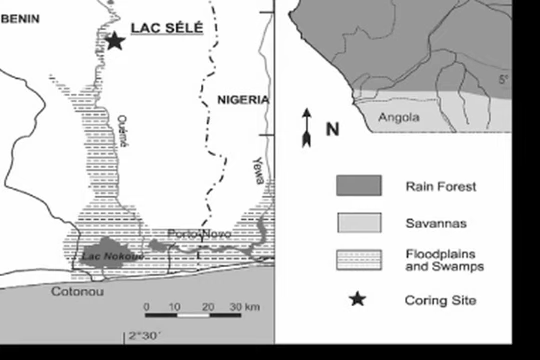 BENIN
LAC SÉLÉ
NIGERIA
Ouémé
Yewa
Porto-Novo
Lac Nokoué
Cotonou
0 10 20 30 km
2°30´
5°
Angola
N
Rain Forest
Savannas
Floodplains
and Swamps
Coring Site